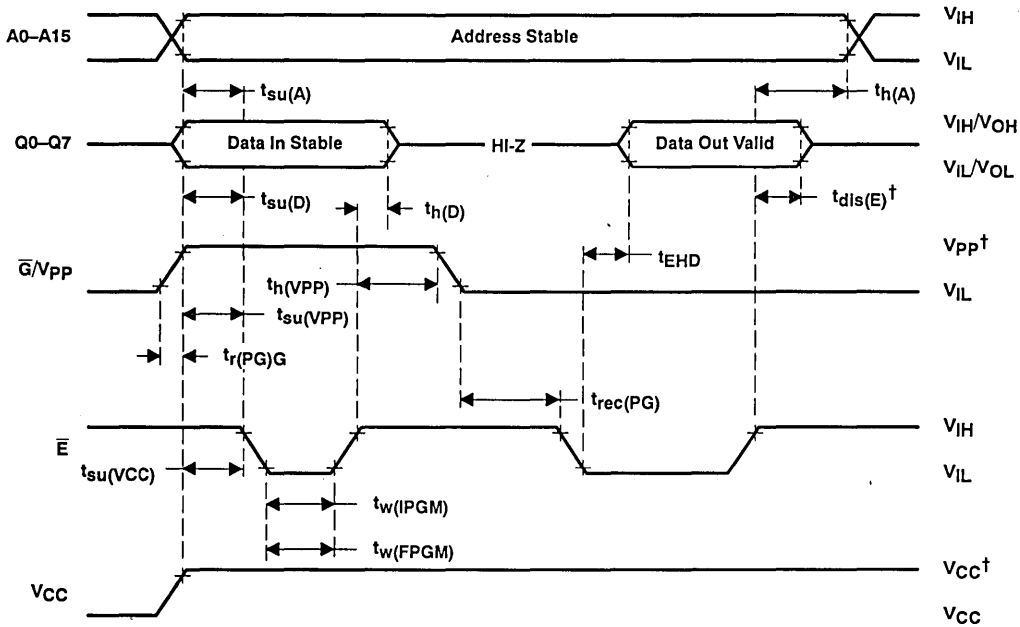 A0–A15
Address Stable
VIH
VIL
tsu(A)
th(A)
Q0–Q7
Data In Stable
HI-Z
Data Out Valid
VIH/VOH
VIL/VOL
tsu(D)
th(D)
tdis(E)†
G̅/VPP
VPP†
VIL
tEHD
th(VPP)
tsu(VPP)
tr(PG)G
trec(PG)
E̅
VIH
VIL
tsu(VCC)
tw(IPGM)
tw(FPGM)
VCC
VCC†
VCC